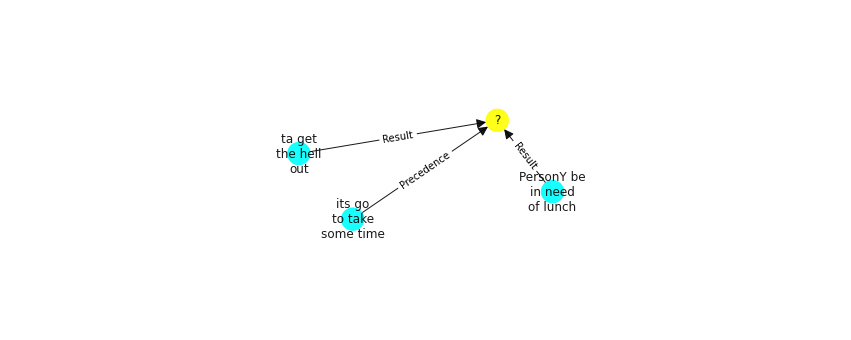 ?
Result
ta get
the hell
out
Precedence
Result
PersonY be
in need
of lunch
its go
to take
some time